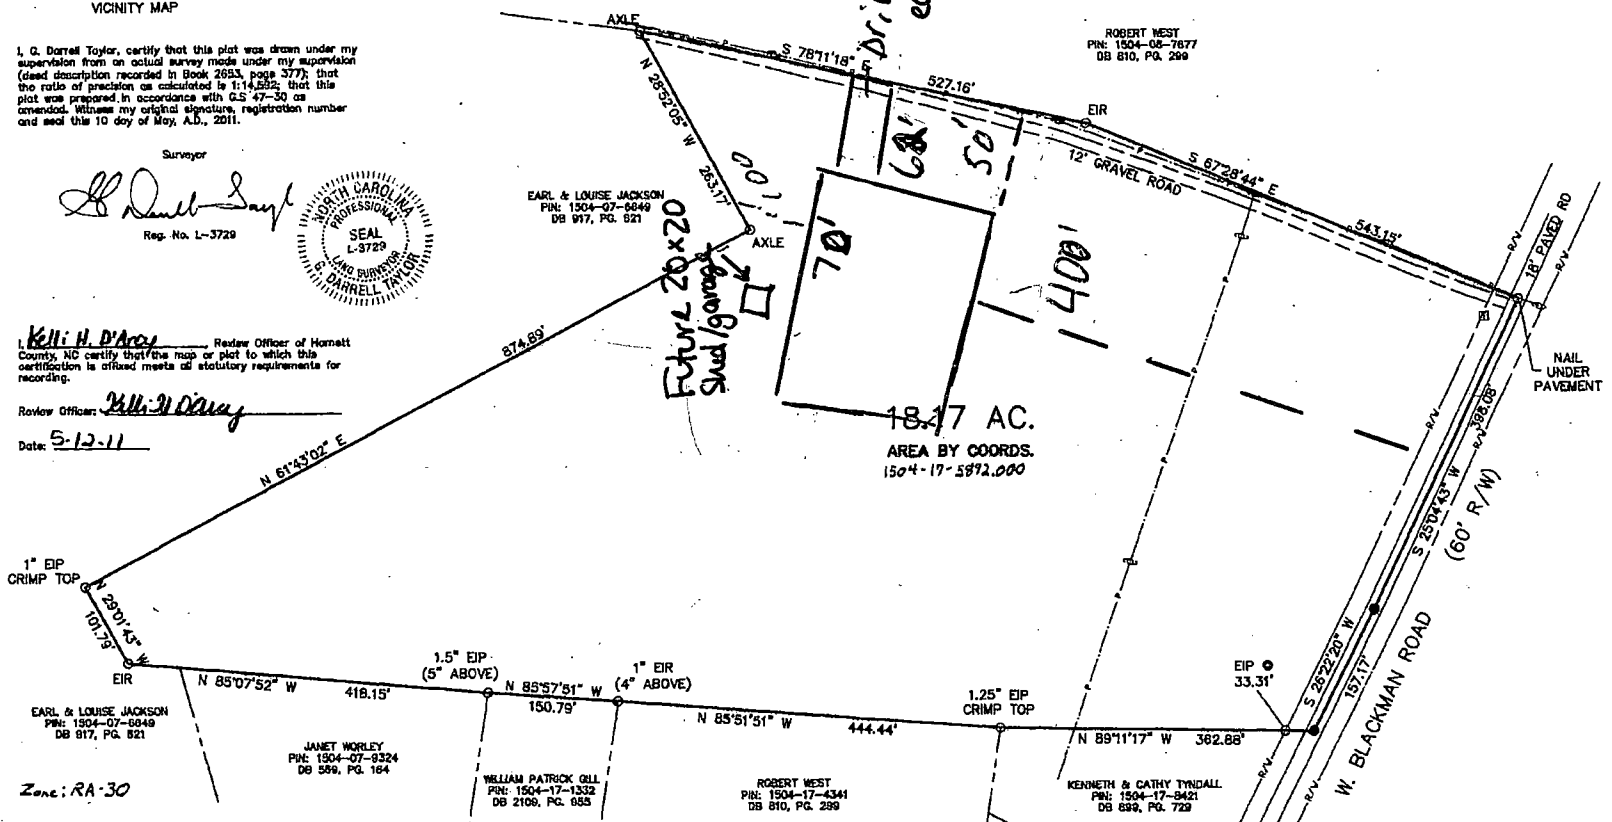 VICINITY MAP
I, G. Darrell Taylor, certify that this plat was drawn under my
supervision from an actual survey made under my supervision
(deed description recorded in Book 2653, page 377); that
the ratio of precision as calculated is 1:14,592; that this
plat was prepared in accordance with G.S 47-30 as
amended. Witness my original signature, registration number
and seal this 10 day of May, A.D., 2011.
Surveyor
Reg. No. L-3729
NORTH CAROLINA
PROFESSIONAL
SEAL
L-3729
LAND SURVEYOR
G. DARRELL TAYLOR
I, Kelli H. D'Arcy, Review Officer of Harnett
County, NC certify that the map or plat to which this
certification is affixed meets all statutory requirements for
recording.
Review Officer: Kelli H D'Arcy
Date: 5-12-11
AXLE
S 78°11'18" E
527.16'
ROBERT WEST
PIN: 1504-08-7677
DB 810, PG. 299
EIR
N 28°52'05" W
263.17'
100
62'
50'
12' GRAVEL ROAD
S 67°28'44" E
543.15'
18' PAVED RD
R/W
R/W
EARL & LOUISE JACKSON
PIN: 1504-07-6849
DB 917, PG. 821
AXLE
Future 20x20
Shed/garage
70'
400'
NAIL
UNDER
PAVEMENT
874.89'
N 61°43'02" E
18.17 AC.
AREA BY COORDS.
1504-17-5892.000
398.08'
S 25°04'43" W
(60' R/W)
R/W
R/W
1" EIP
CRIMP TOP
N 29°01'43" W
101.79'
EIR
N 85°07'52" W
418.15'
1.5" EIP
(5" ABOVE)
N 85°57'51" W
150.79'
1" EIR
(4" ABOVE)
N 85°51'51" W
444.44'
1.25" EIP
CRIMP TOP
N 89°11'17" W
362.88'
EIP
33.31'
S 26°22'20" W
157.17'
W. BLACKMAN ROAD
R/W
R/W
EARL & LOUISE JACKSON
PIN: 1504-07-6849
DB 917, PG. 821
JANET WORLEY
PIN: 1504-07-9324
DB 559, PG. 164
WILLIAM PATRICK GILL
PIN: 1504-17-1332
DB 2109, PG. 955
ROBERT WEST
PIN: 1504-17-4341
DB 810, PG. 299
KENNETH & CATHY TYNDALL
PIN: 1504-17-8421
DB 899, PG. 729
Zone: RA-30